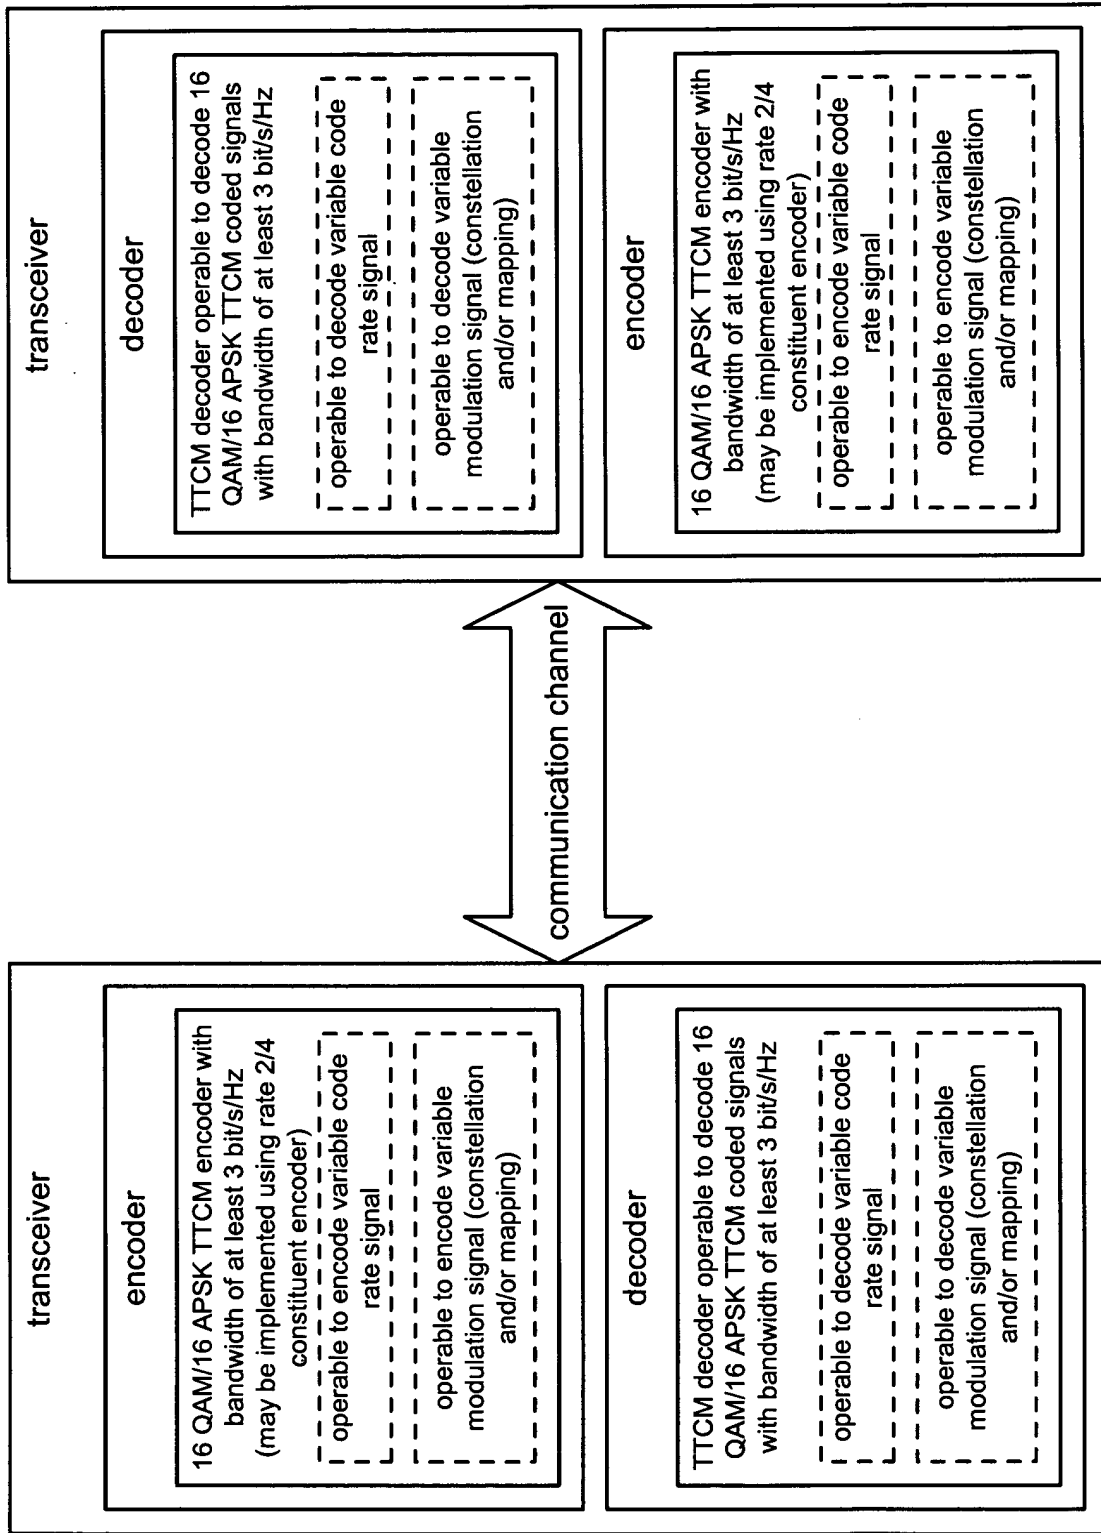 transceiver
encoder
16 QAM/16 APSK TTCM encoder with
bandwidth of at least 3 bit/s/Hz
(may be implemented using rate 2/4
constituent encoder)
operable to encode variable code
rate signal
operable to encode variable
modulation signal (constellation
and/or mapping)
decoder
TTCM decoder operable to decode 16
QAM/16 APSK TTCM coded signals
with bandwidth of at least 3 bit/s/Hz
operable to decode variable code
rate signal
operable to decode variable
modulation signal (constellation
and/or mapping)
communication channel
transceiver
decoder
TTCM decoder operable to decode 16
QAM/16 APSK TTCM coded signals
with bandwidth of at least 3 bit/s/Hz
operable to decode variable code
rate signal
operable to decode variable
modulation signal (constellation
and/or mapping)
encoder
16 QAM/16 APSK TTCM encoder with
bandwidth of at least 3 bit/s/Hz
(may be implemented using rate 2/4
constituent encoder)
operable to encode variable code
rate signal
operable to encode variable
modulation signal (constellation
and/or mapping)